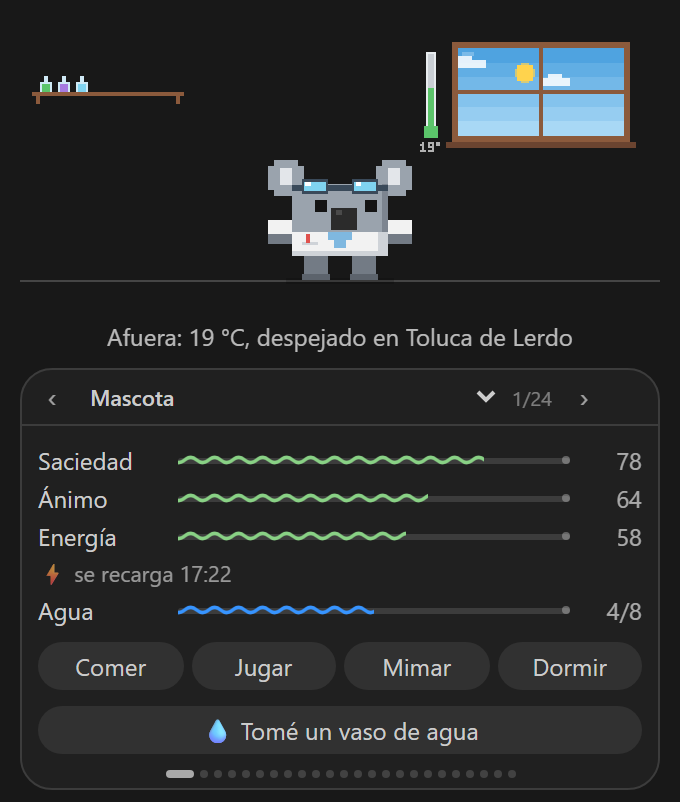 19°
Afuera: 19 °C, despejado en Toluca de Lerdo
‹ Mascota 1/24 ›
Saciedad 78
Ánimo 64
Energía 58
se recarga 17:22
Agua 4/8
Comer Jugar Mimar Dormir
Tomé un vaso de agua